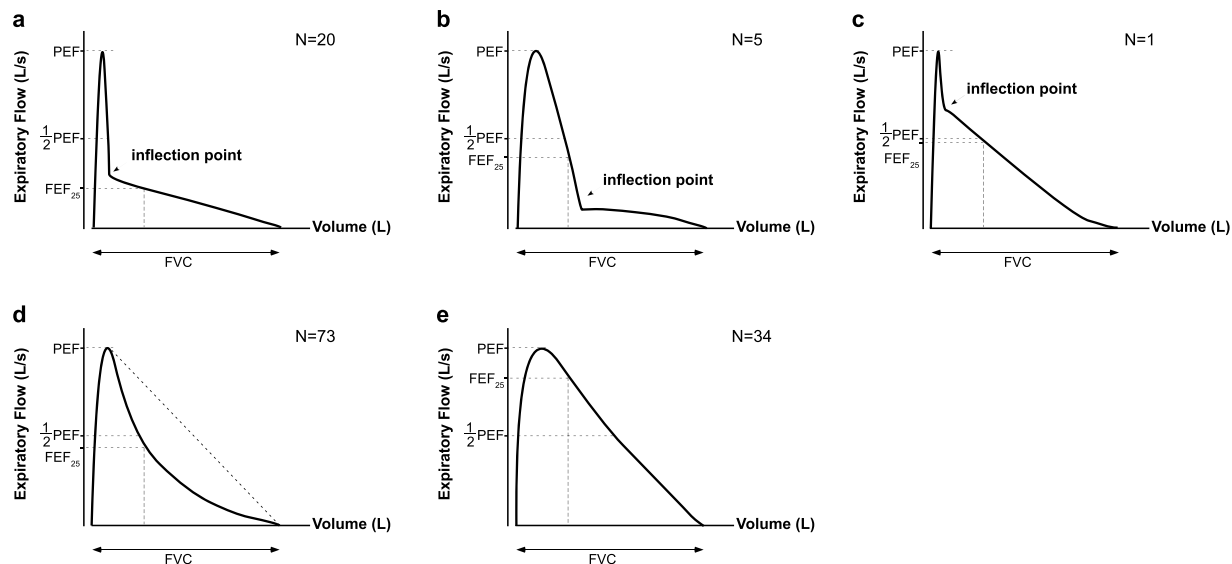 a
N=20
Expiratory Flow (L/s)
PEF
1/2 PEF
FEF25
inflection point
Volume (L)
FVC
b
N=5
Expiratory Flow (L/s)
PEF
1/2 PEF
FEF25
inflection point
Volume (L)
FVC
c
N=1
Expiratory Flow (L/s)
PEF
1/2 PEF
FEF25
inflection point
Volume (L)
FVC
d
N=73
Expiratory Flow (L/s)
PEF
1/2 PEF
FEF25
Volume (L)
FVC
e
N=34
Expiratory Flow (L/s)
PEF
FEF25
1/2 PEF
Volume (L)
FVC